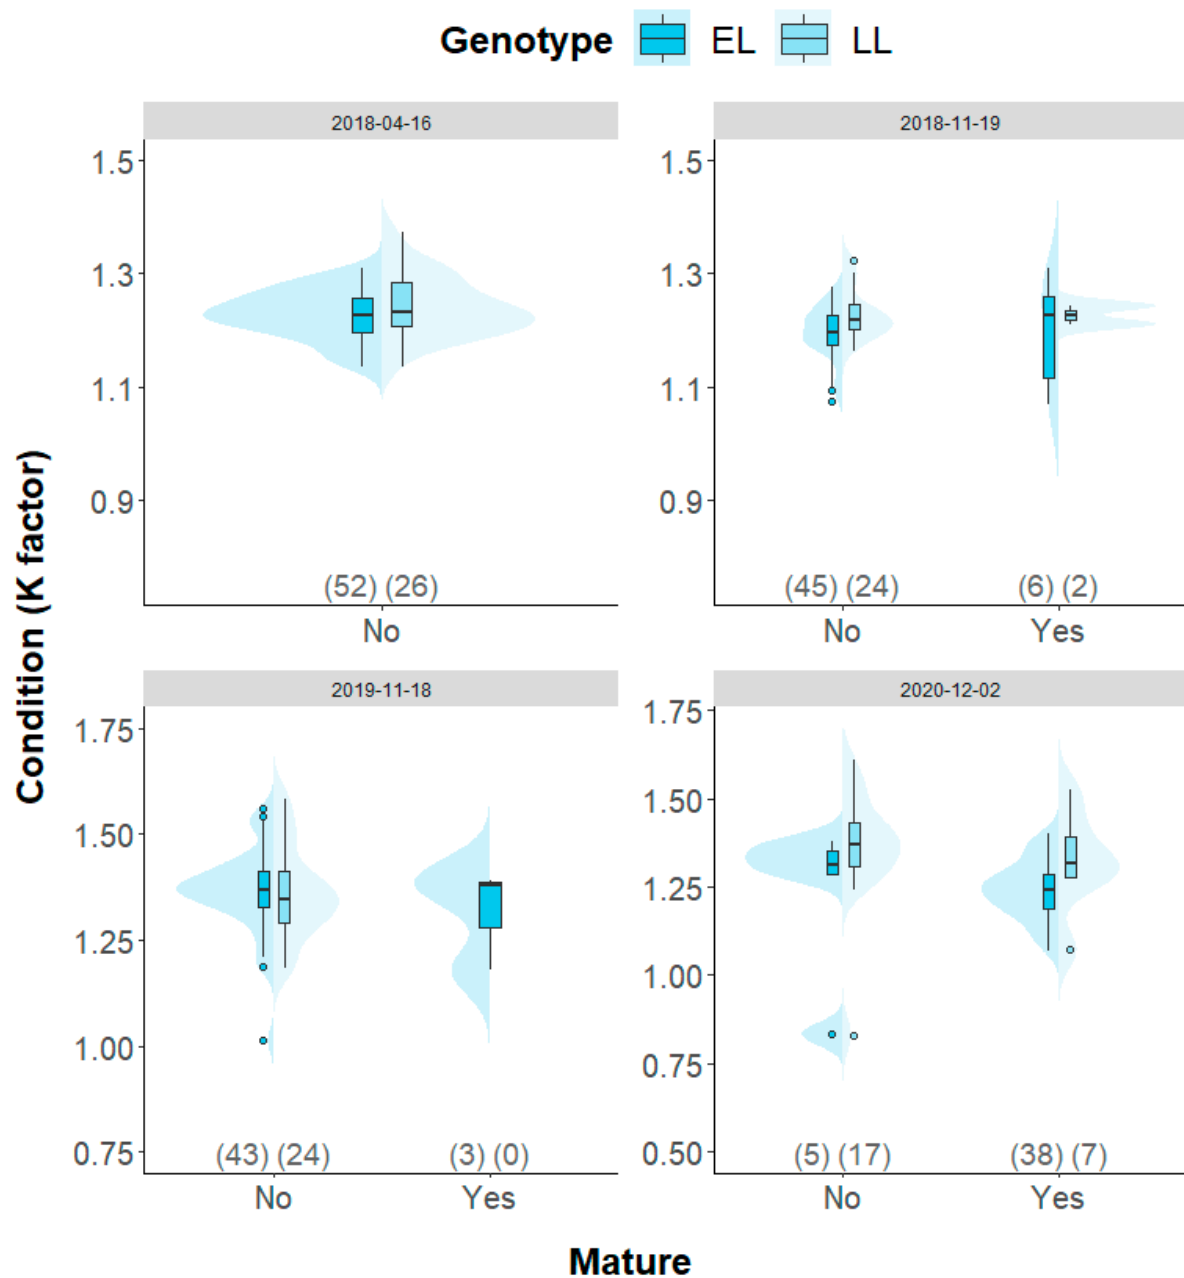 Genotype EL LL
2018-04-16
2018-11-19
1.5
1.3
1.1
0.9
(52) (26)
No
1.5
1.3
1.1
0.9
(45) (24) (6) (2)
No Yes
Condition (K factor)
2019-11-18
2020-12-02
1.75
1.50
1.25
1.00
0.75
(43) (24) (3) (0)
No Yes
1.75
1.50
1.25
1.00
0.75
0.50
(5) (17) (38) (7)
No Yes
Mature